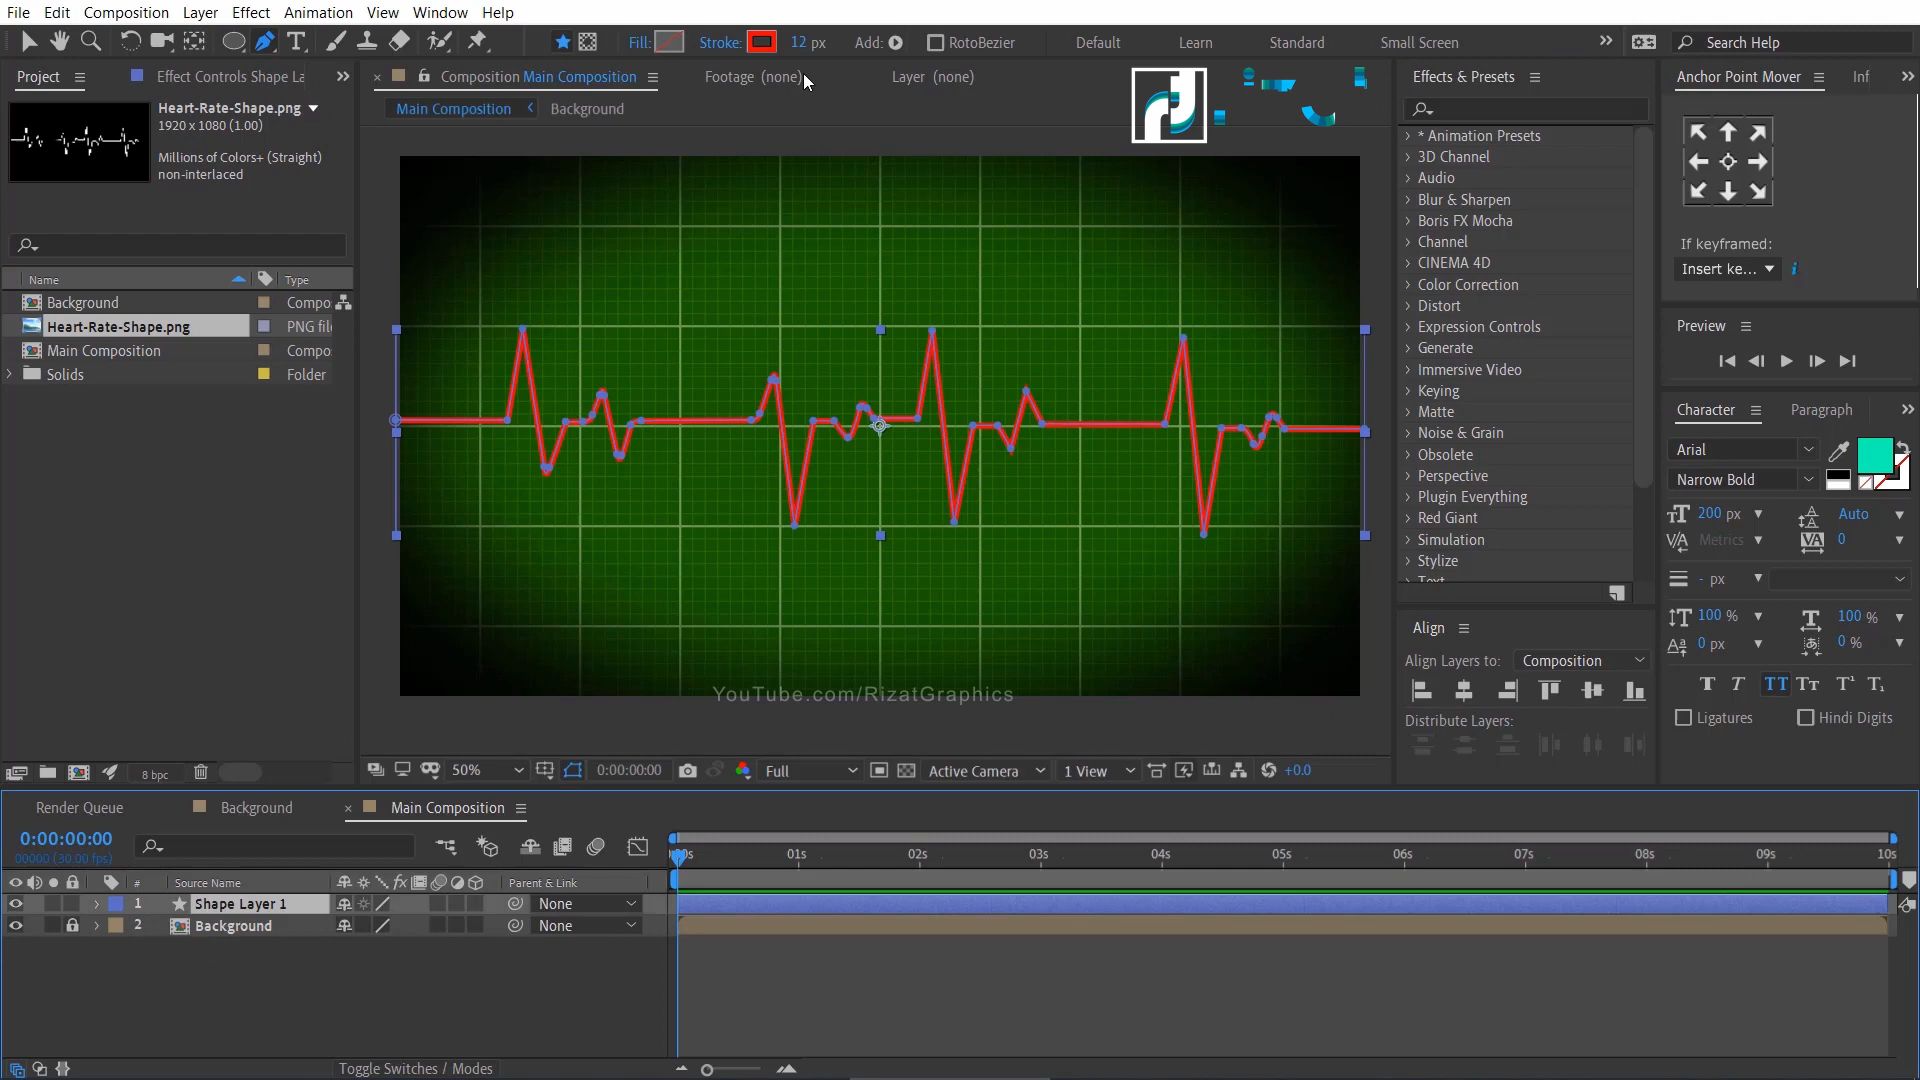 File Edit Composition Layer Effect Animation View Window Help
Fill: Stroke: 12 px Add: RotoBezier Default Learn Standard Small Screen Search Help
Project Effect Controls Shape La
Composition Main Composition Footage (none) Layer (none)
Main Composition Background
Heart-Rate-Shape.png
1920 x 1080 (1.00)
Millions of Colors+ (Straight)
non-interlaced
Name Type
Background Compo
Heart-Rate-Shape.png PNG fil
Main Composition Compo
Solids Folder
8 bpc
YouTube.com/RizatGraphics
50% 0:00:00:00 Full Active Camera 1 View +0.0
Effects & Presets
* Animation Presets
3D Channel
Audio
Blur & Sharpen
Boris FX Mocha
Channel
CINEMA 4D
Color Correction
Distort
Expression Controls
Generate
Immersive Video
Keying
Matte
Noise & Grain
Obsolete
Perspective
Plugin Everything
Red Giant
Simulation
Stylize
Text
Align
Align Layers to: Composition
Distribute Layers:
Anchor Point Mover Inf
If keyframed:
Insert ke...
Preview
Character Paragraph
Arial
Narrow Bold
200 px Auto
Metrics 0
- px
100 % 100 %
0 px 0 %
Ligatures Hindi Digits
Render Queue Background Main Composition
0:00:00:00
00000 (30.00 fps)
01s 02s 03s 04s 05s 06s 07s 08s 09s 10s
# Source Name Parent & Link
1 Shape Layer 1 None
2 Background None
Toggle Switches / Modes